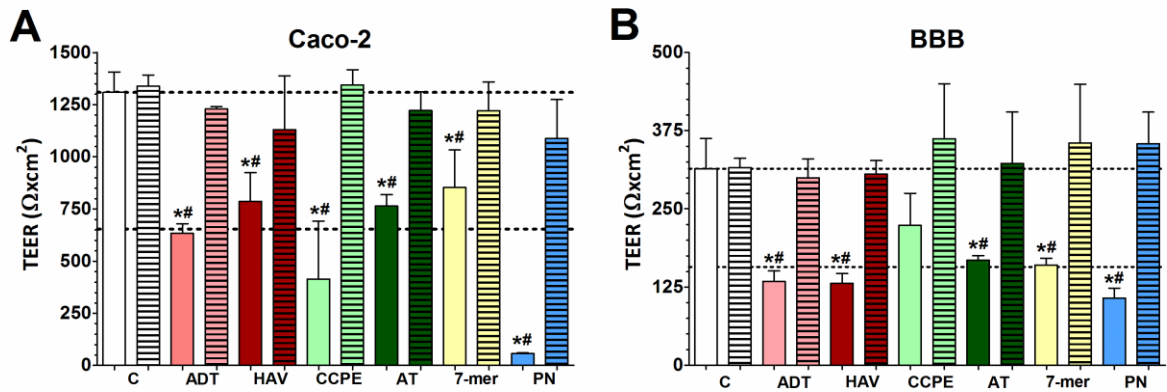 A
Caco-2
TEER (Ωxcm²)
1500
1250
1000
750
500
250
0
*#
*#
*#
*#
*#
*#
C ADT HAV CCPE AT 7-mer PN
B
BBB
TEER (Ωxcm²)
500
375
250
125
0
*#
*#
*#
*#
*#
C ADT HAV CCPE AT 7-mer PN